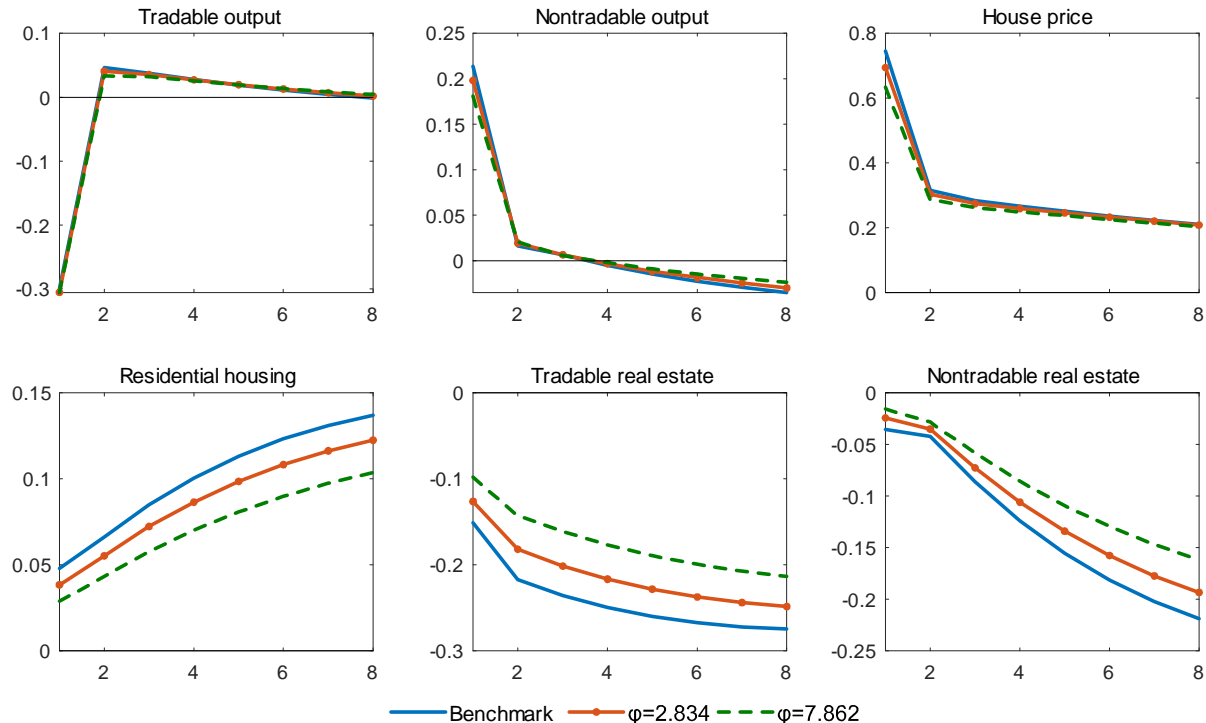 Tradable output
Nontradable output
House price
0.1
0
-0.1
-0.2
-0.3
2 4 6 8
0.25
0.2
0.15
0.1
0.05
0
2 4 6 8
0.8
0.6
0.4
0.2
0
2 4 6 8
Residential housing
Tradable real estate
Nontradable real estate
0.15
0.1
0.05
0
2 4 6 8
0
-0.1
-0.2
-0.3
2 4 6 8
0
-0.05
-0.1
-0.15
-0.2
-0.25
2 4 6 8
Benchmark φ=2.834 φ=7.862